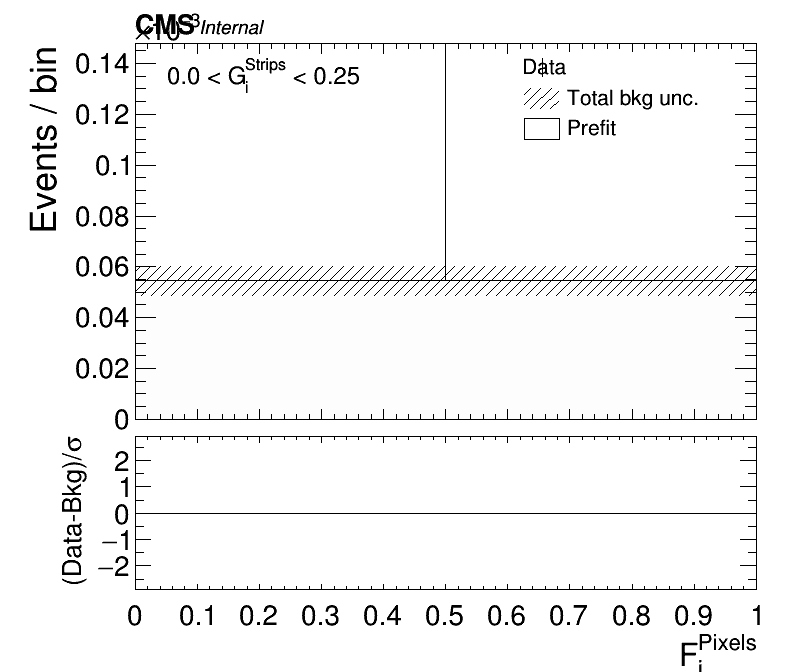 CMS Internal
×10³
Events / bin
0.0 < G_i^Strips < 0.25
Data
Total bkg unc.
Prefit
0.14
0.12
0.1
0.08
0.06
0.04
0.02
0
(Data-Bkg)/σ
2
1
0
−1
−2
0 0.1 0.2 0.3 0.4 0.5 0.6 0.7 0.8 0.9 1
F_i^Pixels